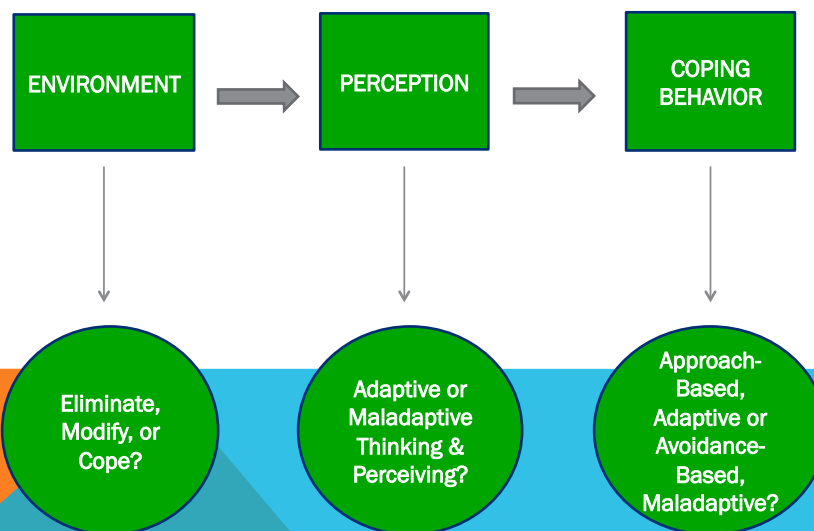 ENVIRONMENT
PERCEPTION
COPING
BEHAVIOR
Eliminate,
Modify, or
Cope?
Adaptive or
Maladaptive
Thinking &
Perceiving?
Approach-
Based,
Adaptive or
Avoidance-
Based,
Maladaptive?